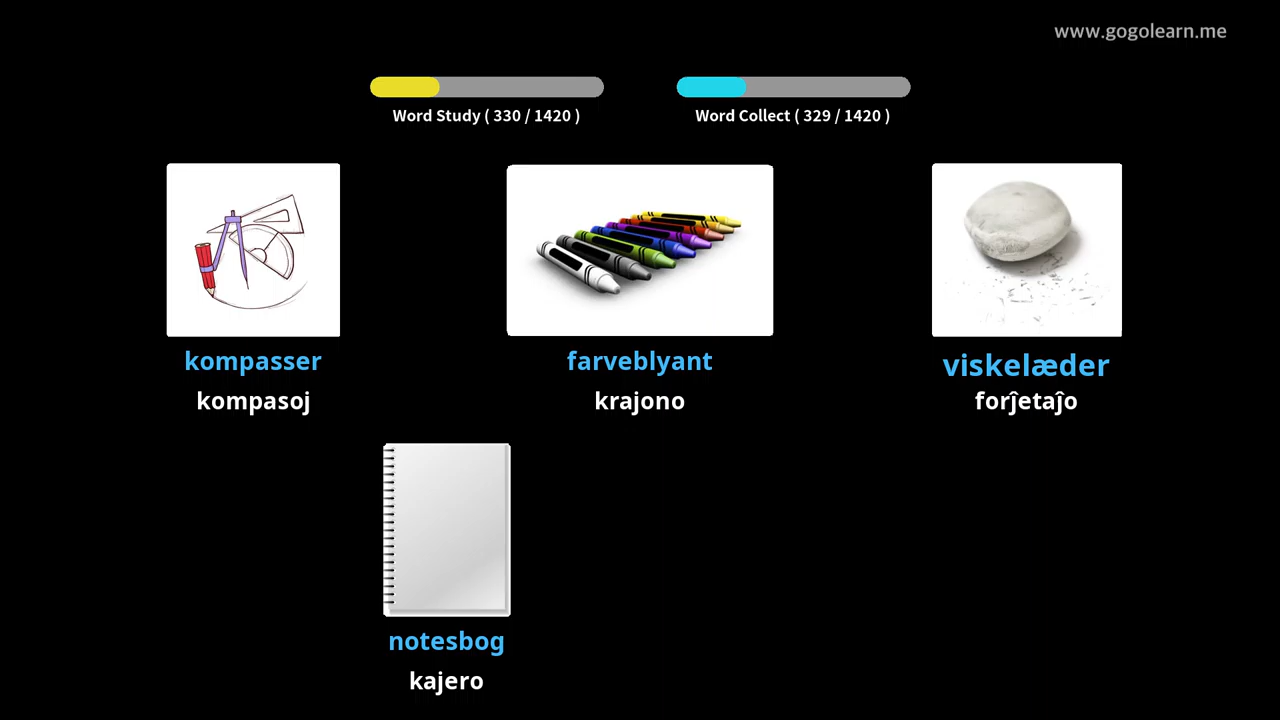 www.gogolearn.me
Word Study ( 330 / 1420 )
Word Collect ( 329 / 1420 )
kompasser
farveblyant
viskelæder
kompasoj
krajono
forĵetaĵo
notesbog
kajero